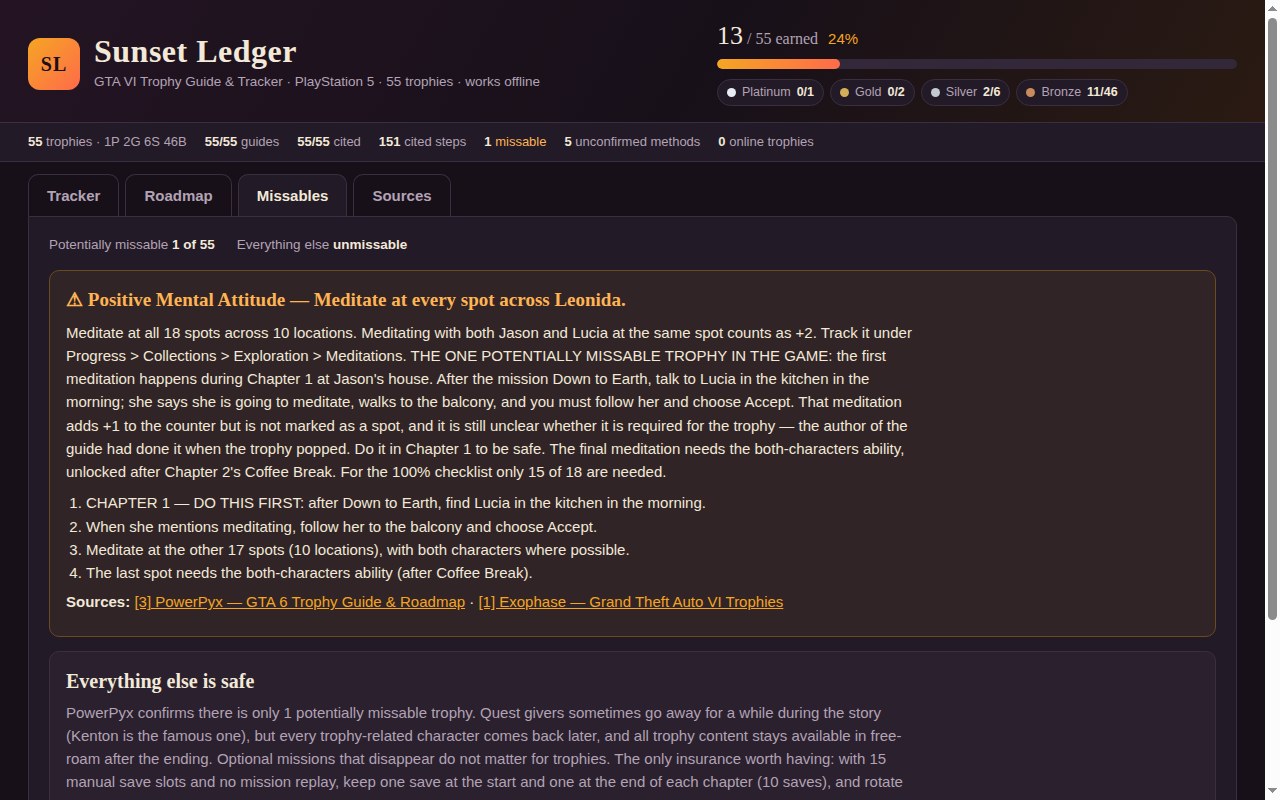 SL
Sunset Ledger
GTA VI Trophy Guide & Tracker · PlayStation 5 · 55 trophies · works offline
13 / 55 earned 24%
Platinum 0/1 Gold 0/2 Silver 2/6 Bronze 11/46
55 trophies · 1P 2G 6S 46B 55/55 guides 55/55 cited 151 cited steps 1 missable 5 unconfirmed methods 0 online trophies
Tracker Roadmap Missables Sources
Potentially missable 1 of 55 Everything else unmissable
⚠ Positive Mental Attitude — Meditate at every spot across Leonida.
Meditate at all 18 spots across 10 locations. Meditating with both Jason and Lucia at the same spot counts as +2. Track it under
Progress > Collections > Exploration > Meditations. THE ONE POTENTIALLY MISSABLE TROPHY IN THE GAME: the first
meditation happens during Chapter 1 at Jason's house. After the mission Down to Earth, talk to Lucia in the kitchen in the
morning; she says she is going to meditate, walks to the balcony, and you must follow her and choose Accept. That meditation
adds +1 to the counter but is not marked as a spot, and it is still unclear whether it is required for the trophy — the author of the
guide had done it when the trophy popped. Do it in Chapter 1 to be safe. The final meditation needs the both-characters ability,
unlocked after Chapter 2's Coffee Break. For the 100% checklist only 15 of 18 are needed.
1. CHAPTER 1 — DO THIS FIRST: after Down to Earth, find Lucia in the kitchen in the morning.
2. When she mentions meditating, follow her to the balcony and choose Accept.
3. Meditate at the other 17 spots (10 locations), with both characters where possible.
4. The last spot needs the both-characters ability (after Coffee Break).
Sources: [3] PowerPyx — GTA 6 Trophy Guide & Roadmap · [1] Exophase — Grand Theft Auto VI Trophies
Everything else is safe
PowerPyx confirms there is only 1 potentially missable trophy. Quest givers sometimes go away for a while during the story
(Kenton is the famous one), but every trophy-related character comes back later, and all trophy content stays available in free-
roam after the ending. Optional missions that disappear do not matter for trophies. The only insurance worth having: with 15
manual save slots and no mission replay, keep one save at the start and one at the end of each chapter (10 saves), and rotate